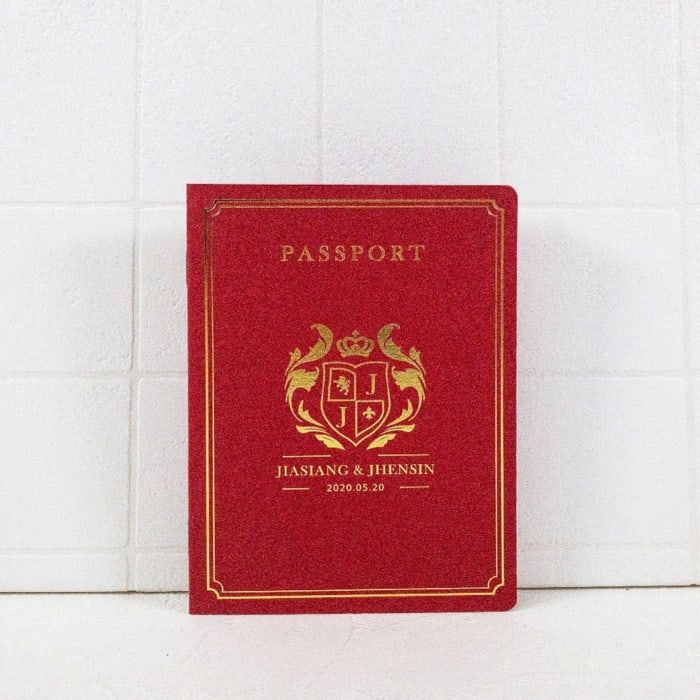 PASSPORT
J
J
JIASIANG & JHENSIN
2020.05.20